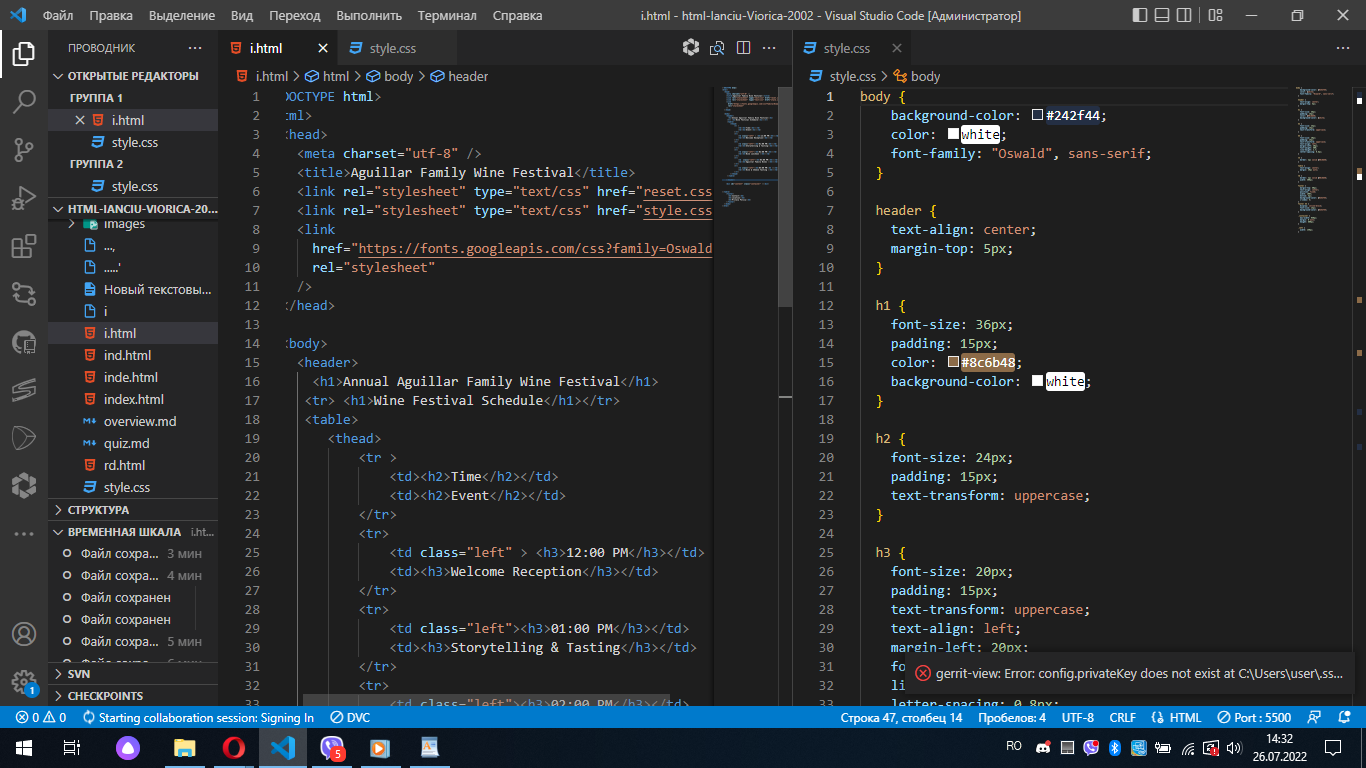 Файл Правка Выделение Вид Переход Выполнить Терминал Справка i.html - html-Ianciu-Viorica-2002 - Visual Studio Code [Администратор]
ПРОВОДНИК
ОТКРЫТЫЕ РЕДАКТОРЫ
ГРУППА 1
i.html
style.css
ГРУППА 2
style.css
HTML-IANCIU-VIORICA-20...
images
...,
.....'
Новый текстовы...
i
i.html
ind.html
inde.html
index.html
overview.md
quiz.md
rd.html
style.css
СТРУКТУРА
ВРЕМЕННАЯ ШКАЛА i.ht...
Файл сохра... 3 мин
Файл сохра... 4 мин
Файл сохранен
Файл сохранен
Файл сохра... 5 мин
SVN
CHECKPOINTS
1
i.html style.css
i.html > html > body > header
1 DOCTYPE html>
2 tml>
3 <head>
4 <meta charset="utf-8" />
5 <title>Aguillar Family Wine Festival</title>
6 <link rel="stylesheet" type="text/css" href="reset.css
7 <link rel="stylesheet" type="text/css" href="style.css
8 <link
9 href="https://fonts.googleapis.com/css?family=Oswald
10 rel="stylesheet"
11 />
12 </head>
13
14 <body>
15 <header>
16 <h1>Annual Aguillar Family Wine Festival</h1>
17 <tr> <h1>Wine Festival Schedule</h1></tr>
18 <table>
19 <thead>
20 <tr >
21 <td><h2>Time</h2></td>
22 <td><h2>Event</h2></td>
23 </tr>
24 <tr>
25 <td class="left" > <h3>12:00 PM</h3></td>
26 <td><h3>Welcome Reception</h3></td>
27 </tr>
28 <tr>
29 <td class="left"><h3>01:00 PM</h3></td>
30 <td><h3>Storytelling & Tasting</h3></td>
31 </tr>
32 <tr>
33 <td class="left"><h3>02:00 PM</h3></td>
style.css
style.css > body
1 body {
2 background-color: #242f44;
3 color: white;
4 font-family: "Oswald", sans-serif;
5 }
6
7 header {
8 text-align: center;
9 margin-top: 5px;
10 }
11
12 h1 {
13 font-size: 36px;
14 padding: 15px;
15 color: #8c6b48;
16 background-color: white;
17 }
18
19 h2 {
20 font-size: 24px;
21 padding: 15px;
22 text-transform: uppercase;
23 }
24
25 h3 {
26 font-size: 20px;
27 padding: 15px;
28 text-transform: uppercase;
29 text-align: left;
30 margin-left: 20px;
31 fo
32 li
33 letter-spacing: 0.8px;
gerrit-view: Error: config.privateKey does not exist at C:\Users\user\.ss...
0 0 Starting collaboration session: Signing In DVC Строка 47, столбец 14 Пробелов: 4 UTF-8 CRLF HTML Port : 5500
5 RO 14:32
26.07.2022